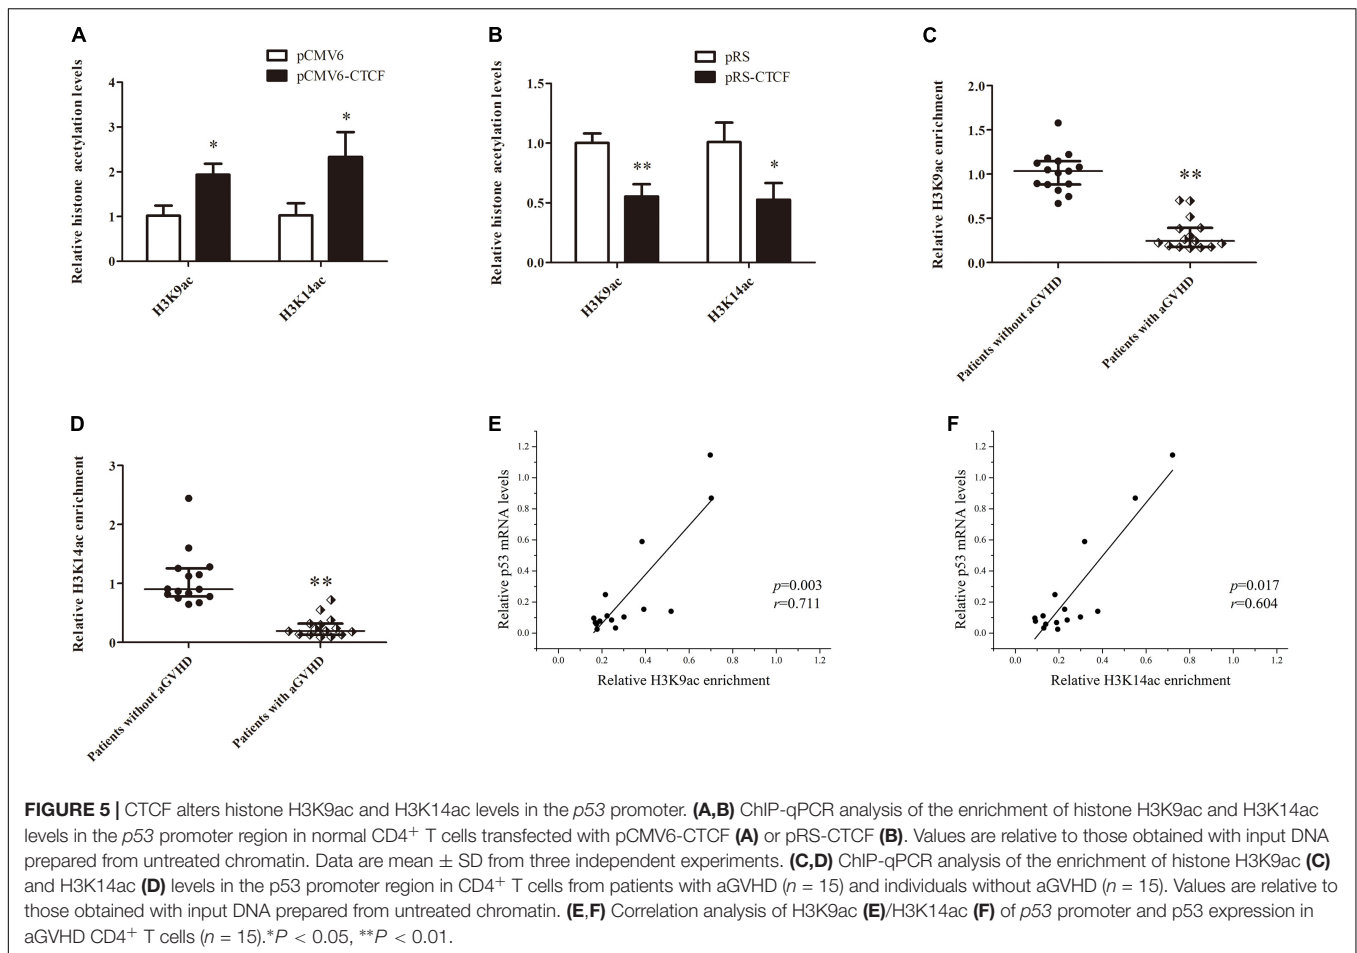 A
pCMV6
pCMV6-CTCF
Relative histone acetylation levels
4
3
2
1
0
*
*
H3K9ac
H3K14ac
B
pRS
pRS-CTCF
Relative histone acetylation levels
1.5
1.0
0.5
0.0
**
*
H3K9ac
H3K14ac
C
Relative H3K9ac enrichment
2.0
1.5
1.0
0.5
0.0
**
Patients without aGVHD
Patients with aGVHD
D
Relative H3K14ac enrichment
3
2
1
0
**
Patients without aGVHD
Patients with aGVHD
E
Relative p53 mRNA levels
1.2
1.0
0.8
0.6
0.4
0.2
0.0
p=0.003
r=0.711
0.0 0.2 0.4 0.6 0.8 1.0 1.2
Relative H3K9ac enrichment
F
Relative p53 mRNA levels
1.2
1.0
0.8
0.6
0.4
0.2
0.0
p=0.017
r=0.604
0.0 0.2 0.4 0.6 0.8 1.0 1.2
Relative H3K14ac enrichment
FIGURE 5 | CTCF alters histone H3K9ac and H3K14ac levels in the p53 promoter. (A,B) ChIP-qPCR analysis of the enrichment of histone H3K9ac and H3K14ac
levels in the p53 promoter region in normal CD4+ T cells transfected with pCMV6-CTCF (A) or pRS-CTCF (B). Values are relative to those obtained with input DNA
prepared from untreated chromatin. Data are mean ± SD from three independent experiments. (C,D) ChIP-qPCR analysis of the enrichment of histone H3K9ac (C)
and H3K14ac (D) levels in the p53 promoter region in CD4+ T cells from patients with aGVHD (n = 15) and individuals without aGVHD (n = 15). Values are relative to
those obtained with input DNA prepared from untreated chromatin. (E,F) Correlation analysis of H3K9ac (E)/H3K14ac (F) of p53 promoter and p53 expression in
aGVHD CD4+ T cells (n = 15).*P < 0.05, **P < 0.01.